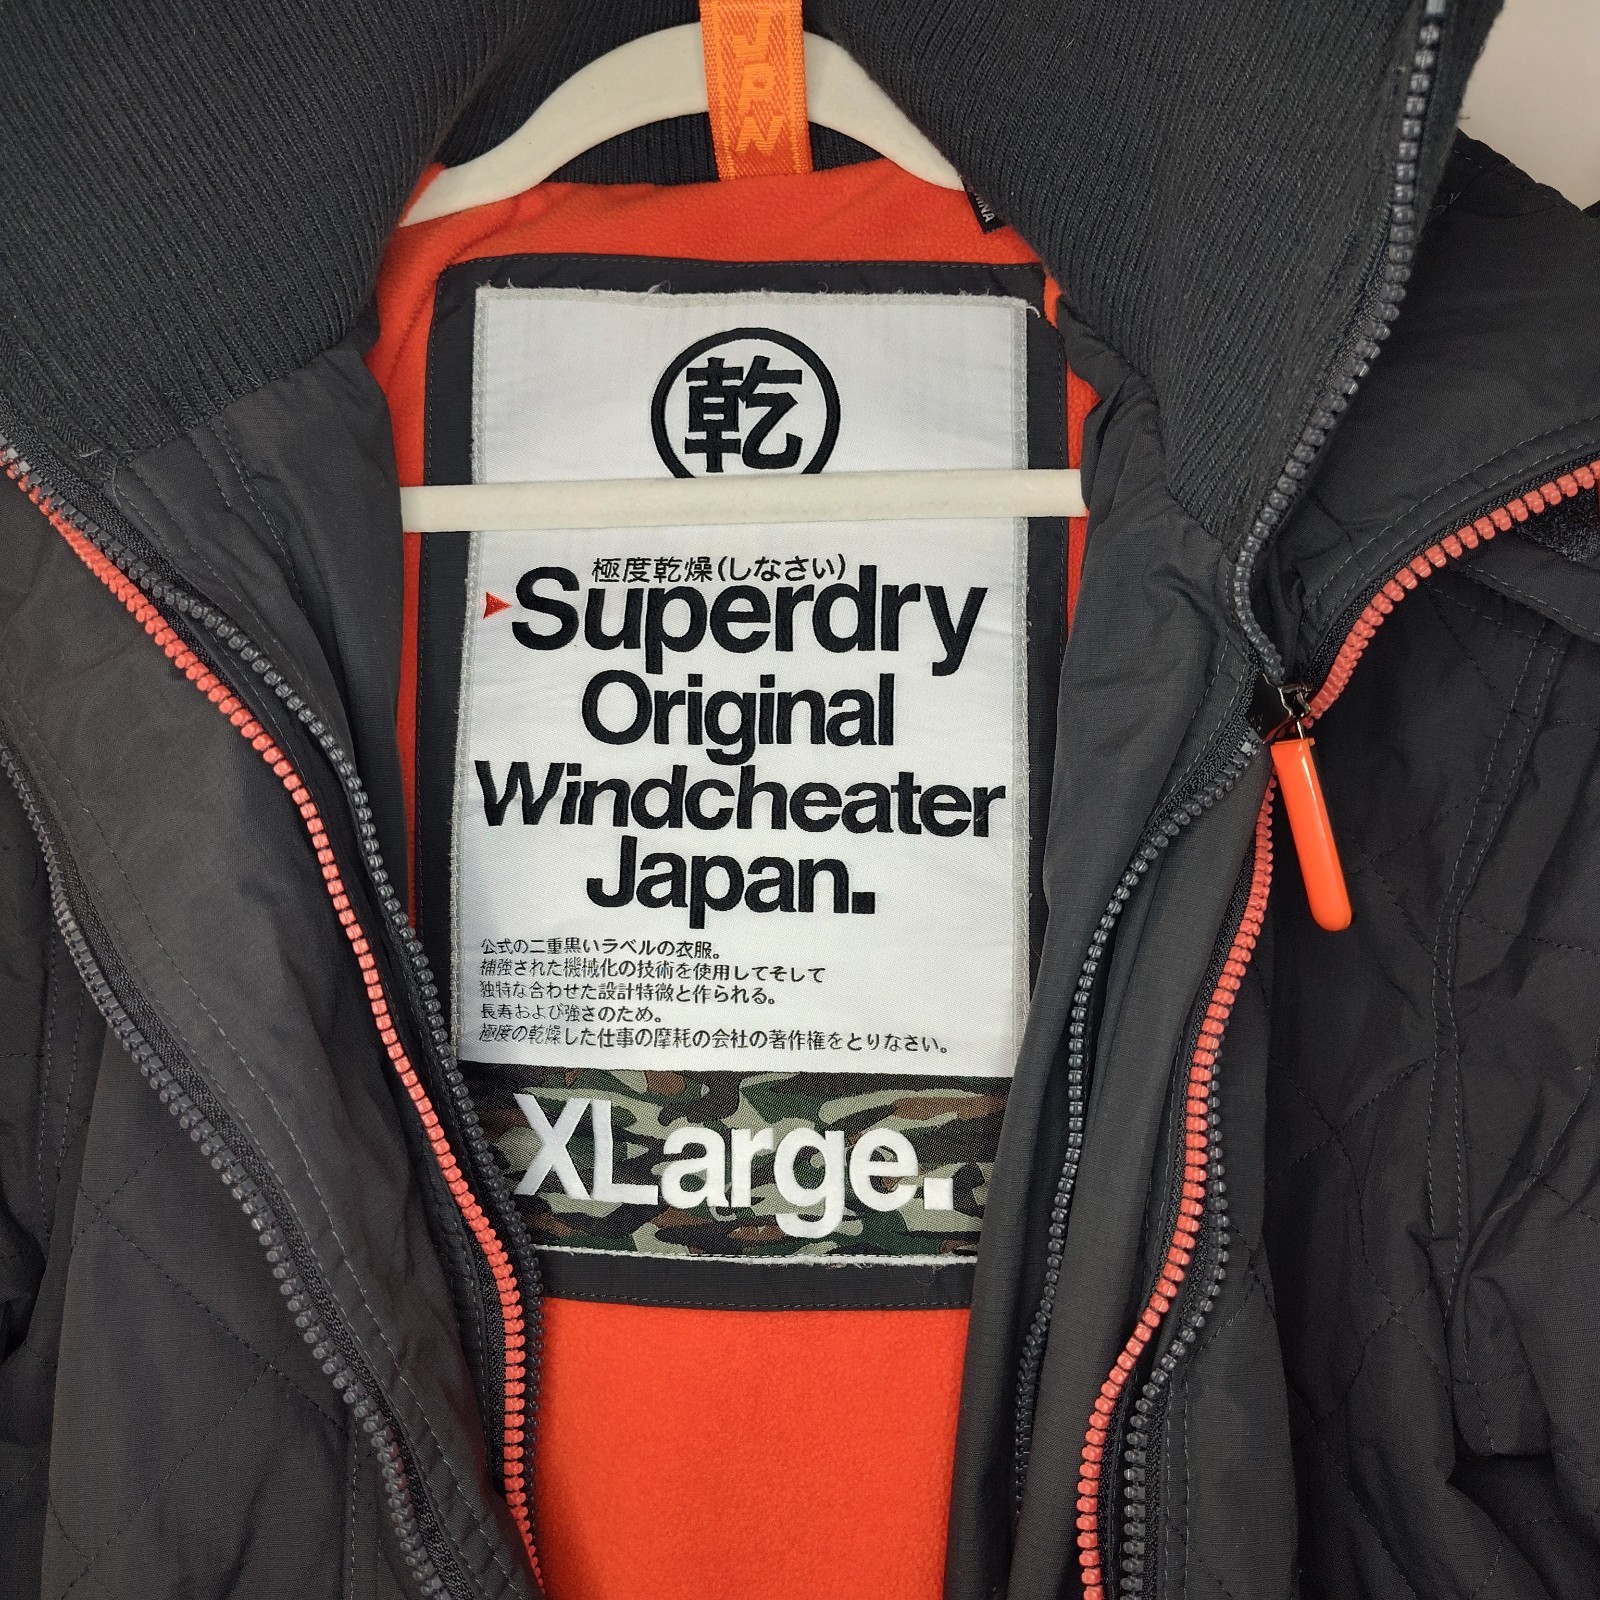 JPN
乾
極度乾燥(しなさい)
Superdry
Original
Windcheater
Japan.
公式の二重黒いラベルの衣服。
補強された機械化の技術を使用してそして
独特な合わせた設計特徴と作られる。
長寿および強さのため。
極度の乾燥した仕事の摩耗の会社の著作権をとりなさい。
XLarge.